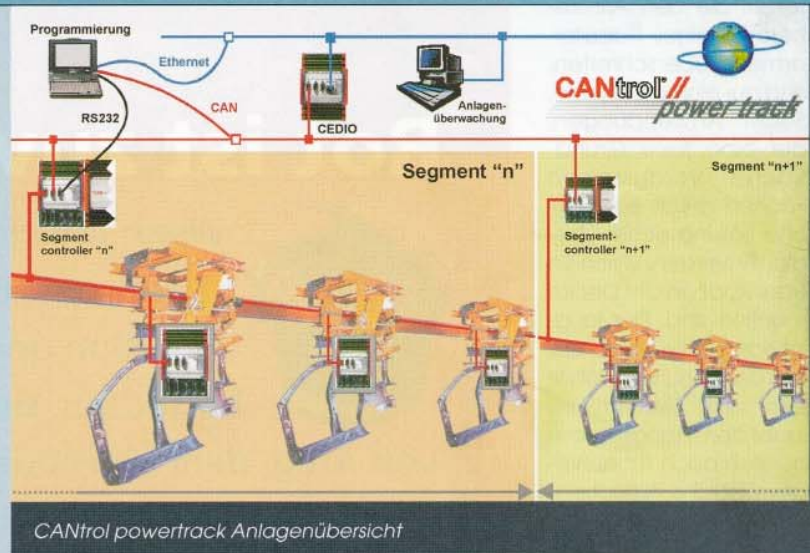 Programmierung
Ethernet
CAN
RS232
CEDIO
Anlagen-
überwachung
CANtrol //
power track
Segment
controller "n"
Segment "n"
Segment "n+1"
Segment-
controller "n+1"
CANtrol powertrack Anlagenübersicht